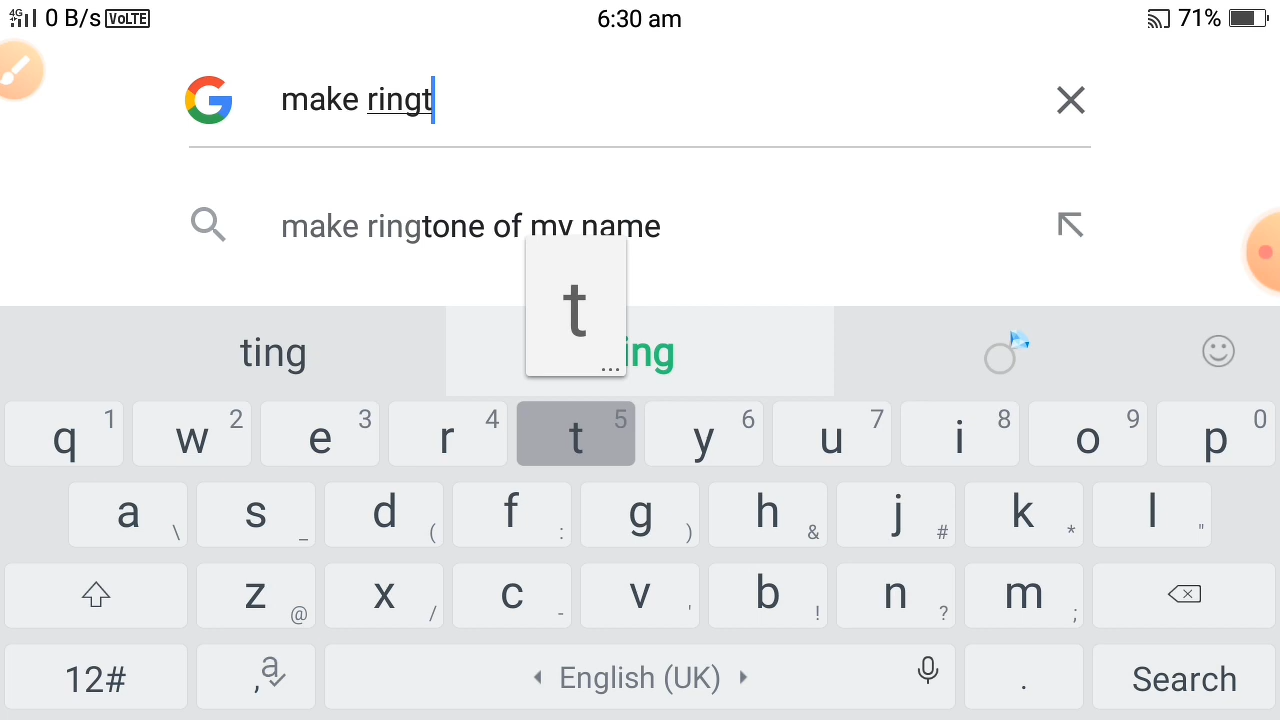 4G 0 B/s VoLTE 6:30 am 71%
make ringt
make ringtone of my name
t
...
ting ing
q 1 w 2 e 3 r 4 t 5 y 6 u 7 i 8 o 9 p 0
a \ s _ d ( f : g ) h & j # k * l "
z @ x / c - v ' b ! n ? m ;
12# , a English (UK) . Search